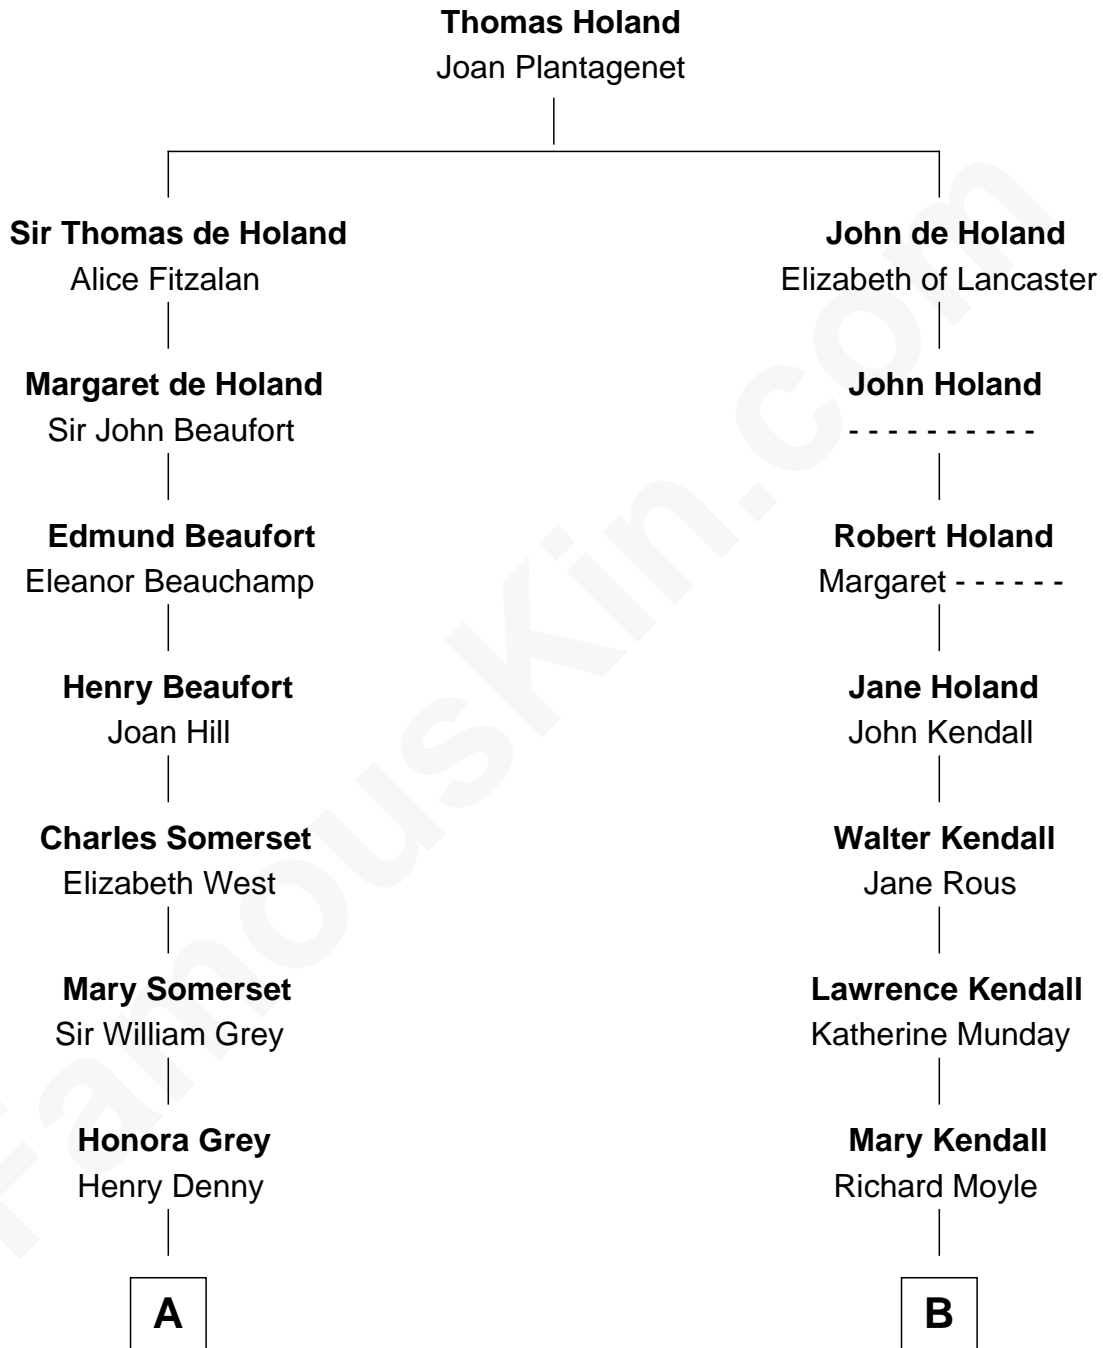 Thomas Holand
Joan Plantagenet
Sir Thomas de Holand
Alice Fitzalan
John de Holand
Elizabeth of Lancaster
Margaret de Holand
Sir John Beaufort
John Holand
- - - - - - - - - -
Edmund Beaufort
Eleanor Beauchamp
Robert Holand
Margaret - - - - - -
Henry Beaufort
Joan Hill
Jane Holand
John Kendall
Charles Somerset
Elizabeth West
Walter Kendall
Jane Rous
Mary Somerset
Sir William Grey
Lawrence Kendall
Katherine Munday
Honora Grey
Henry Denny
Mary Kendall
Richard Moyle
A
B
FamousKin.com